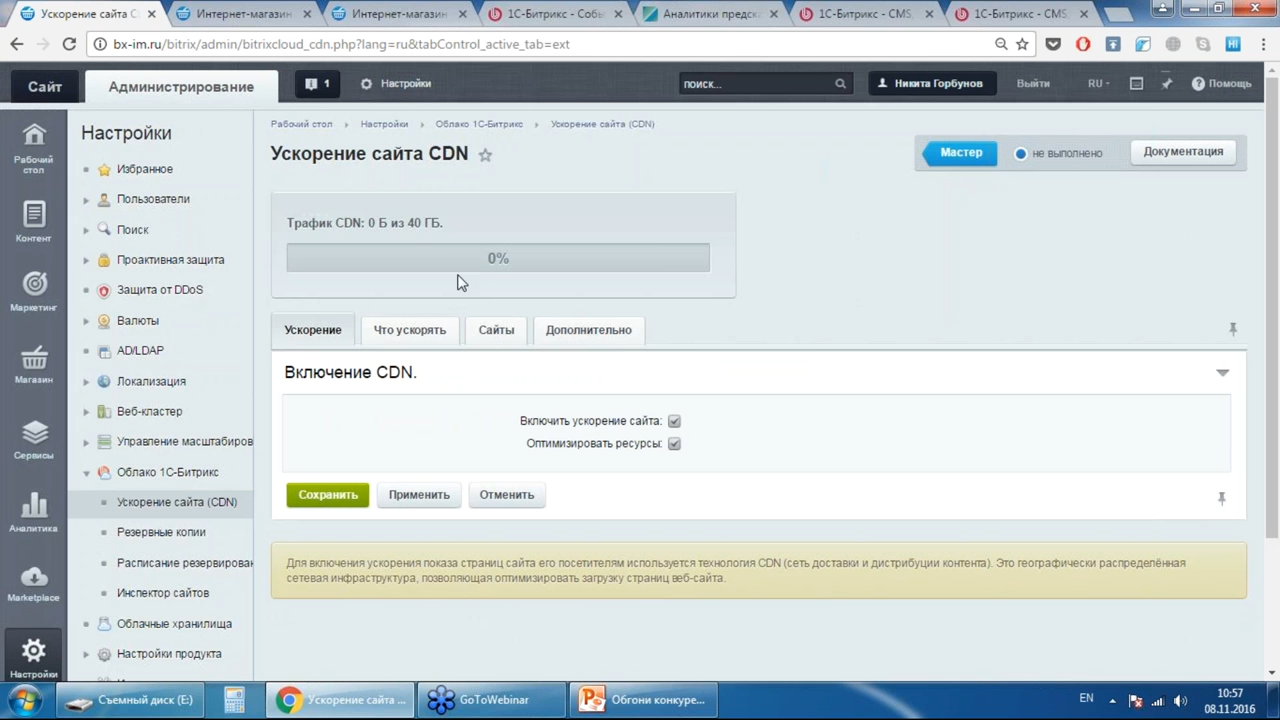 Ускорение сайта С
Интернет-магазин
Интернет-магазин
1С-Битрикс - Собы
Аналитики предск
1С-Битрикс - CMS,
1С-Битрикс - CMS,
bx-im.ru/bitrix/admin/bitrixcloud_cdn.php?lang=ru&tabControl_active_tab=ext
Hi
Сайт
Администрирование
1
Настройки
поиск...
Никита Горбунов
Выйти
RU
Помощь
Рабочий стол
Контент
Маркетинг
Магазин
Сервисы
Аналитика
Marketplace
Настройки
Настройки
Избранное
Пользователи
Поиск
Проактивная защита
Защита от DDoS
Валюты
AD/LDAP
Локализация
Веб-кластер
Управление масштабиров
Облако 1С-Битрикс
Ускорение сайта (CDN)
Резервные копии
Расписание резервирован
Инспектор сайтов
Облачные хранилища
Настройки продукта
Рабочий стол
Настройки
Облако 1С-Битрикс
Ускорение сайта (CDN)
Ускорение сайта CDN
Мастер
не выполнено
Документация
Трафик CDN: 0 Б из 40 ГБ.
0%
Ускорение
Что ускорять
Сайты
Дополнительно
Включение CDN.
Включить ускорение сайта:
Оптимизировать ресурсы:
Сохранить
Применить
Отменить
Для включения ускорения показа страниц сайта его посетителям используется технология CDN (сеть доставки и дистрибуции контента). Это географически распределённая
сетевая инфраструктура, позволяющая оптимизировать загрузку страниц веб-сайта.
Съемный диск (E:)
Ускорение сайта ...
GoToWebinar
Обгони конкуре...
EN
10:57
08.11.2016